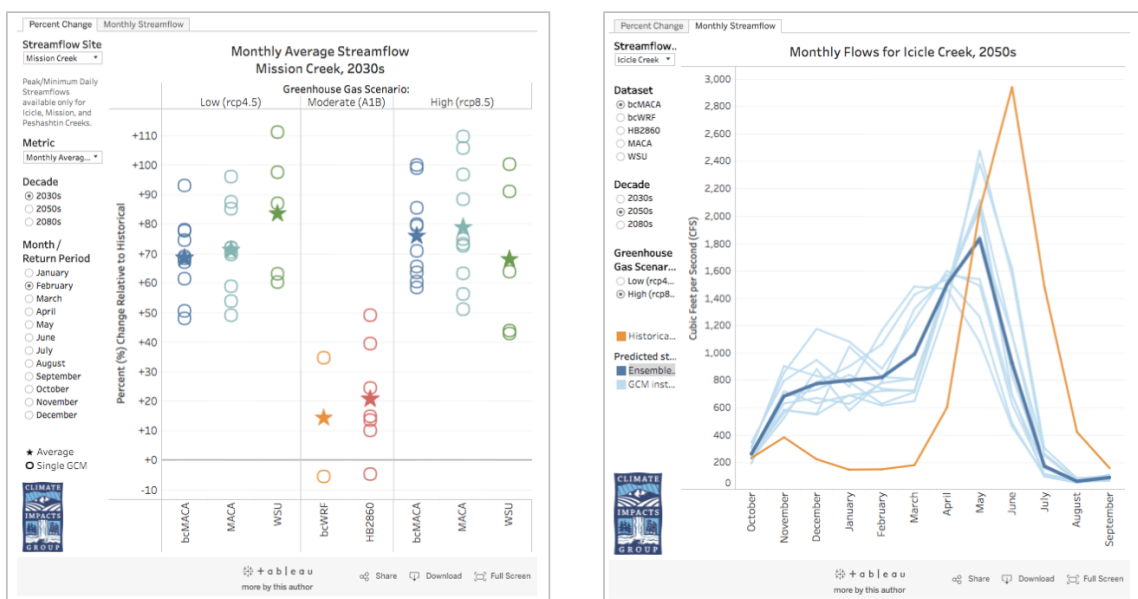 Percent Change
Monthly Streamflow
Streamflow Site
Mission Creek
Peak/Minimum Daily
Streamflows
available only for
Icicle, Mission, and
Peshashtin Creeks.
Metric
Monthly Averag...
Decade
2030s
2050s
2080s
Month /
Return Period
January
February
March
April
May
June
July
August
September
October
November
December
★ Average
O Single GCM
CLIMATE
IMPACTS
GROUP
Monthly Average Streamflow
Mission Creek, 2030s
Greenhouse Gas Scenario:
Low (rcp4.5) Moderate (A1B) High (rcp8.5)
Percent (%) Change Relative to Historical
+110
+100
+90
+80
+70
+60
+50
+40
+30
+20
+10
+0
-10
bcMACA
MACA
WSU
bcWRF
HB2860
bcMACA
MACA
WSU
+ableau
more by this author
Share
Download
Full Screen
Percent Change
Monthly Streamflow
Streamflow..
Icicle Creek
Dataset
bcMACA
bcWRF
HB2860
MACA
WSU
Decade
2030s
2050s
2080s
Greenhouse
Gas Scenar...
Low (rcp4...
High (rcp8..
Historica...
Predicted st...
Ensemble..
GCM inst...
CLIMATE
IMPACTS
GROUP
Monthly Flows for Icicle Creek, 2050s
Cubic Feet per Second (CFS)
3,000
2,800
2,600
2,400
2,200
2,000
1,800
1,600
1,400
1,200
1,000
800
600
400
200
0
October
November
December
January
February
March
April
May
June
July
August
September
+ableau
more by this author
Share
Download
Full Screen